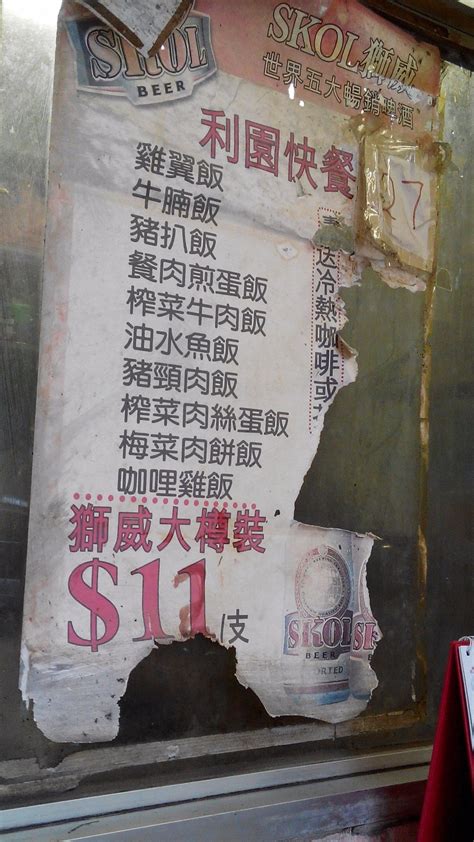 SKOL
BEER
SKOL獅威
世界五大暢銷啤酒
利園快餐
27
雞翼飯
牛腩飯
豬扒飯
餐肉煎蛋飯
榨菜牛肉飯
油水魚飯
豬頸肉飯
榨菜肉絲蛋飯
梅菜肉餅飯
咖哩雞飯
送冷熱咖啡或
獅威大樽裝
$11/支
SKOL
BEER